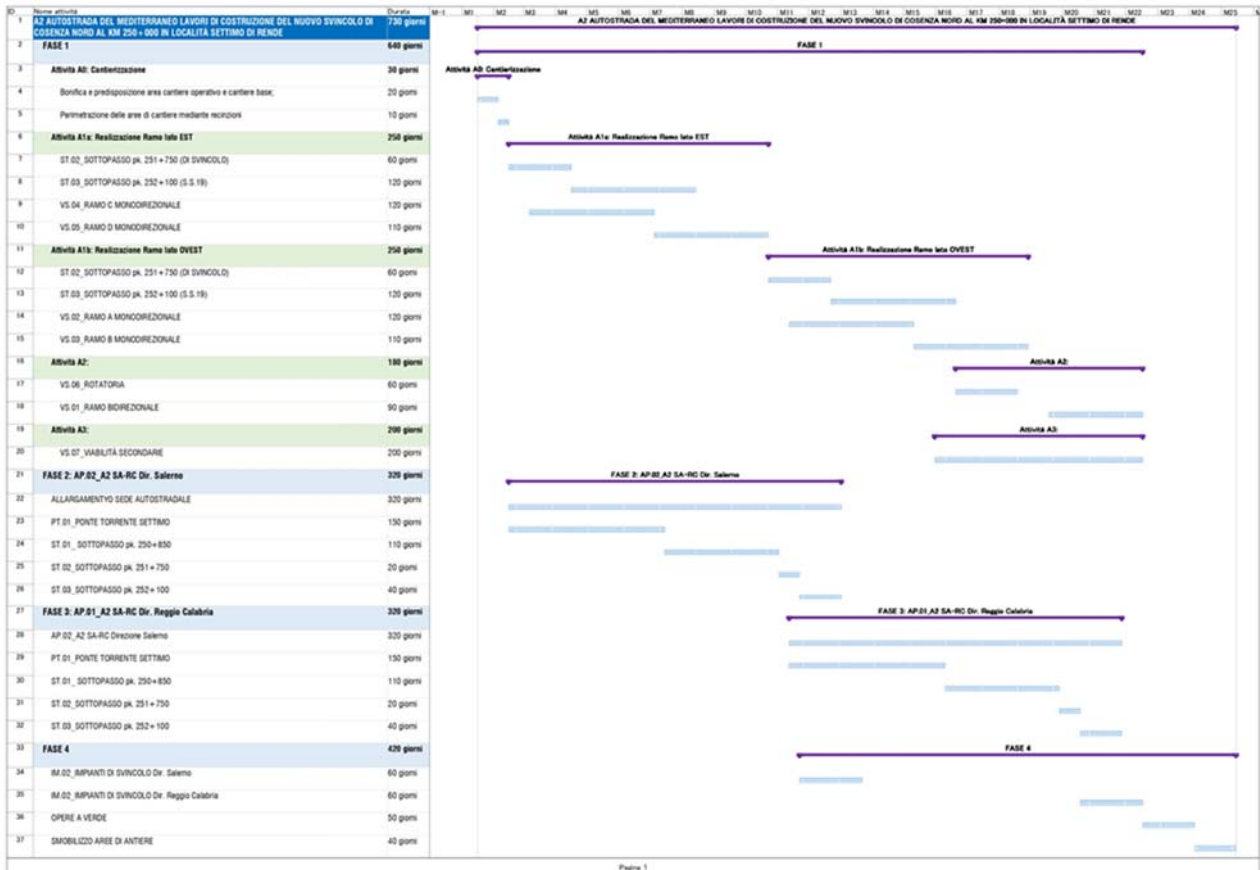 ID Nome attività Durata M-1 M1 M2 M3 M4 M5 M6 M7 M8 M9 M10 M11 M12 M13 M14 M15 M16 M17 M18 M19 M20 M21 M22 M23 M24 M25
1 A2 AUTOSTRADA DEL MEDITERRANEO LAVORI DI COSTRUZIONE DEL NUOVO SVINCOLO DI 730 giorni A2 AUTOSTRADA DEL MEDITERRANEO LAVORI DI COSTRUZIONE DEL NUOVO SVINCOLO DI COSENZA NORD AL KM 250+000 IN LOCALITÀ SETTIMO DI RENDE
COSENZA NORD AL KM 250+000 IN LOCALITÀ SETTIMO DI RENDE
2 FASE 1 640 giorni FASE 1
3 Attività A0: Cantierizzazione 30 giorni Attività A0: Cantierizzazione
4 Bonifica e predisposizione area cantiere operativo e cantiere base; 20 giorni
5 Perimetrazione delle aree di cantiere mediante recinzioni 10 giorni
6 Attività A1a: Realizzazione Ramo lato EST 250 giorni Attività A1a: Realizzazione Ramo lato EST
7 ST.02_SOTTOPASSO pk. 251+750 (DI SVINCOLO) 60 giorni
8 ST.03_SOTTOPASSO pk. 252+100 (S.S.19) 120 giorni
9 VS.04_RAMO C MONODIREZIONALE 120 giorni
10 VS.05_RAMO D MONODIREZIONALE 110 giorni
11 Attività A1b: Realizzazione Ramo lato OVEST 250 giorni Attività A1b: Realizzazione Ramo lato OVEST
12 ST.02_SOTTOPASSO pk. 251+750 (DI SVINCOLO) 60 giorni
13 ST.03_SOTTOPASSO pk. 252+100 (S.S.19) 120 giorni
14 VS.02_RAMO A MONODIREZIONALE 120 giorni
15 VS.03_RAMO B MONODIREZIONALE 110 giorni
16 Attività A2: 180 giorni Attività A2:
17 VS.06_ROTATORIA 60 giorni
18 VS.01_RAMO BIDIREZIONALE 90 giorni
19 Attività A3: 200 giorni Attività A3:
20 VS.07_VIABILITÀ SECONDARIE 200 giorni
21 FASE 2: AP.02_A2 SA-RC Dir. Salerno 320 giorni FASE 2: AP.02_A2 SA-RC Dir. Salerno
22 ALLARGAMENTYO SEDE AUTOSTRADALE 320 giorni
23 PT.01_PONTE TORRENTE SETTIMO 150 giorni
24 ST.01_ SOTTOPASSO pk. 250+850 110 giorni
25 ST.02_SOTTOPASSO pk. 251+750 20 giorni
26 ST.03_SOTTOPASSO pk. 252+100 40 giorni
27 FASE 3: AP.01_A2 SA-RC Dir. Reggio Calabria 320 giorni FASE 3: AP.01_A2 SA-RC Dir. Reggio Calabria
28 AP.02_A2 SA-RC Direzione Salerno 320 giorni
29 PT.01_PONTE TORRENTE SETTIMO 150 giorni
30 ST.01_ SOTTOPASSO pk. 250+850 110 giorni
31 ST.02_SOTTOPASSO pk. 251+750 20 giorni
32 ST.03_SOTTOPASSO pk. 252+100 40 giorni
33 FASE 4 420 giorni FASE 4
34 IM.02_IMPIANTI DI SVINCOLO Dir. Salerno 60 giorni
35 IM.02_IMPIANTI DI SVINCOLO Dir. Reggio Calabria 60 giorni
36 OPERE A VERDE 50 giorni
37 SMOBILIZZO AREE DI ANTIERE 40 giorni
Pagina 1